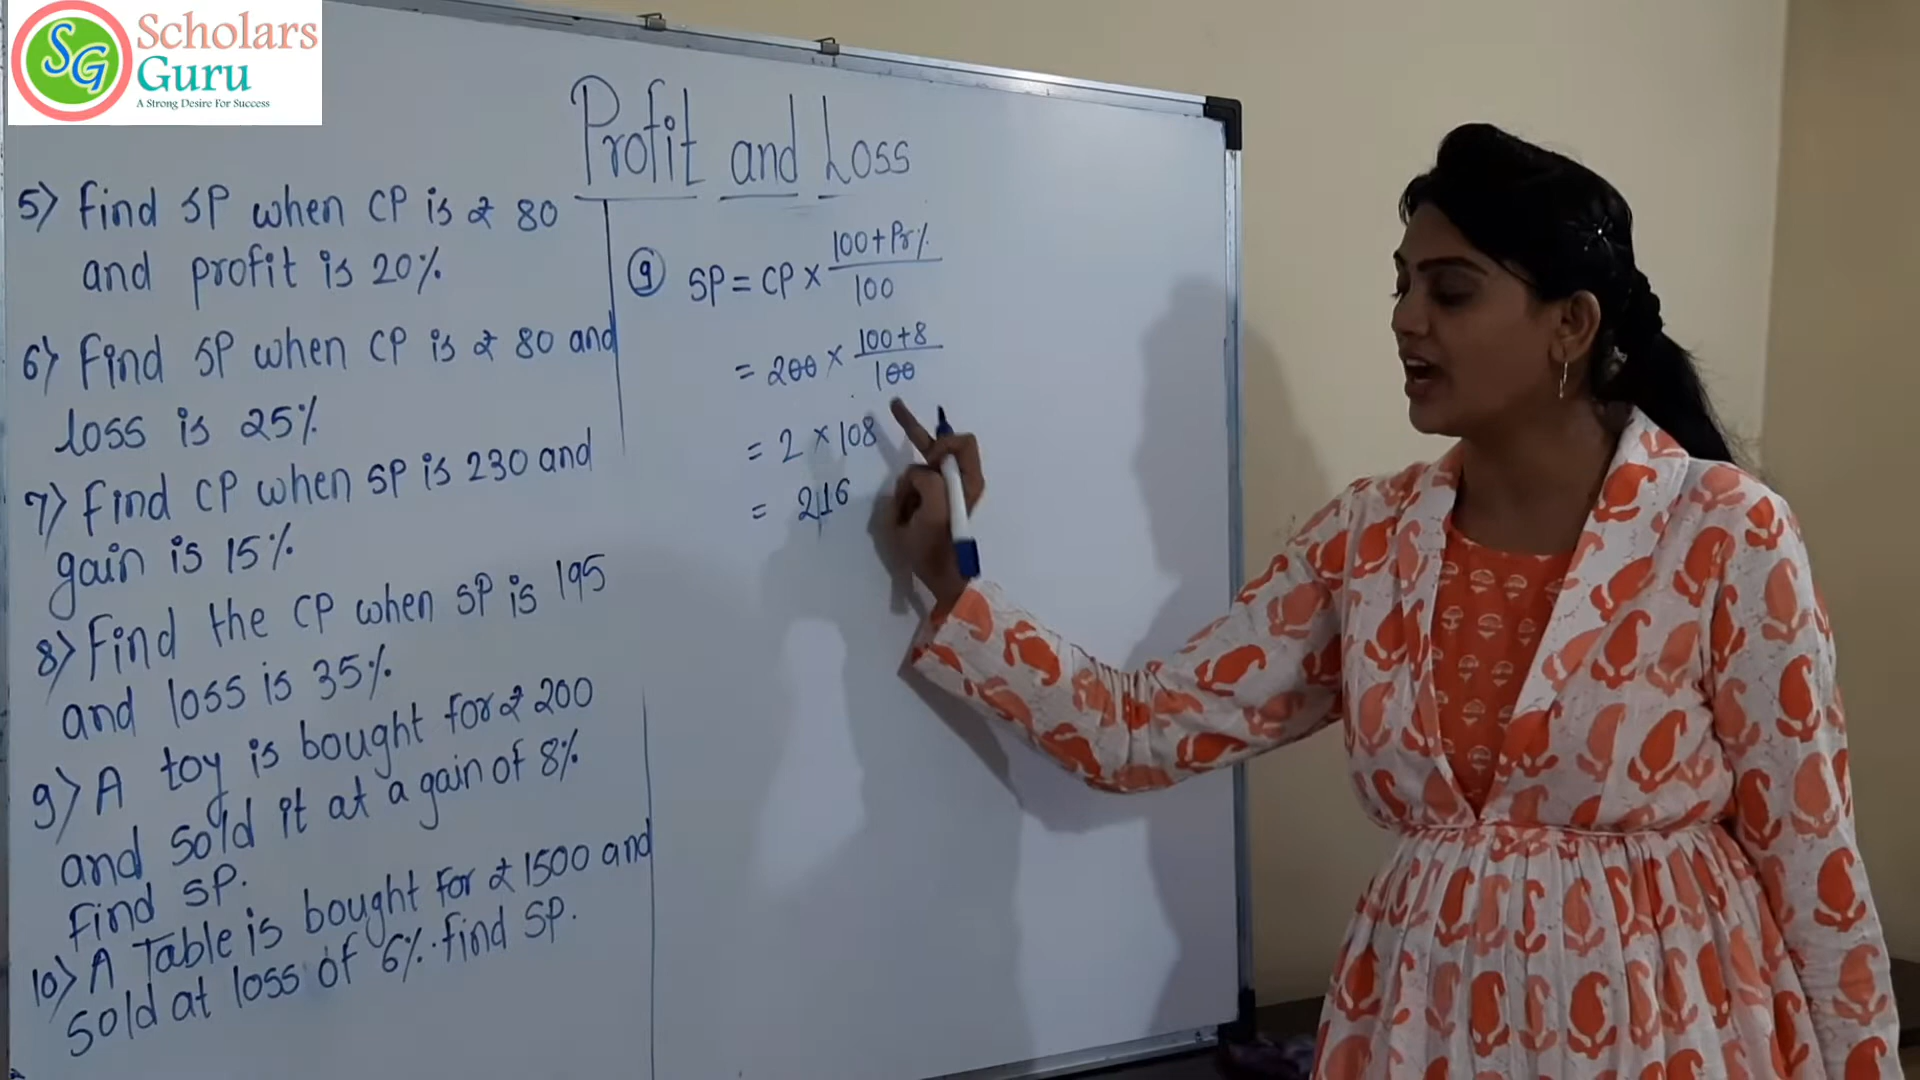 Scholars
Guru
A Strong Desire For Success
SG
Profit and Loss
5) Find SP when CP is ₹ 80
and profit is 20%
6) Find SP when CP is ₹ 80 and
loss is 25%
7) Find CP when SP is 230 and
gain is 15%
8) Find the CP when SP is 195
and loss is 35%
9) A toy is bought for ₹ 200
and sold it at a gain of 8%
Find SP.
10) A Table is bought for ₹ 1500 and
sold at loss of 6%. find SP.
9 SP = CP × 100+Pr% / 100
= 200 × 100+8 / 100
= 2 × 108
= 216